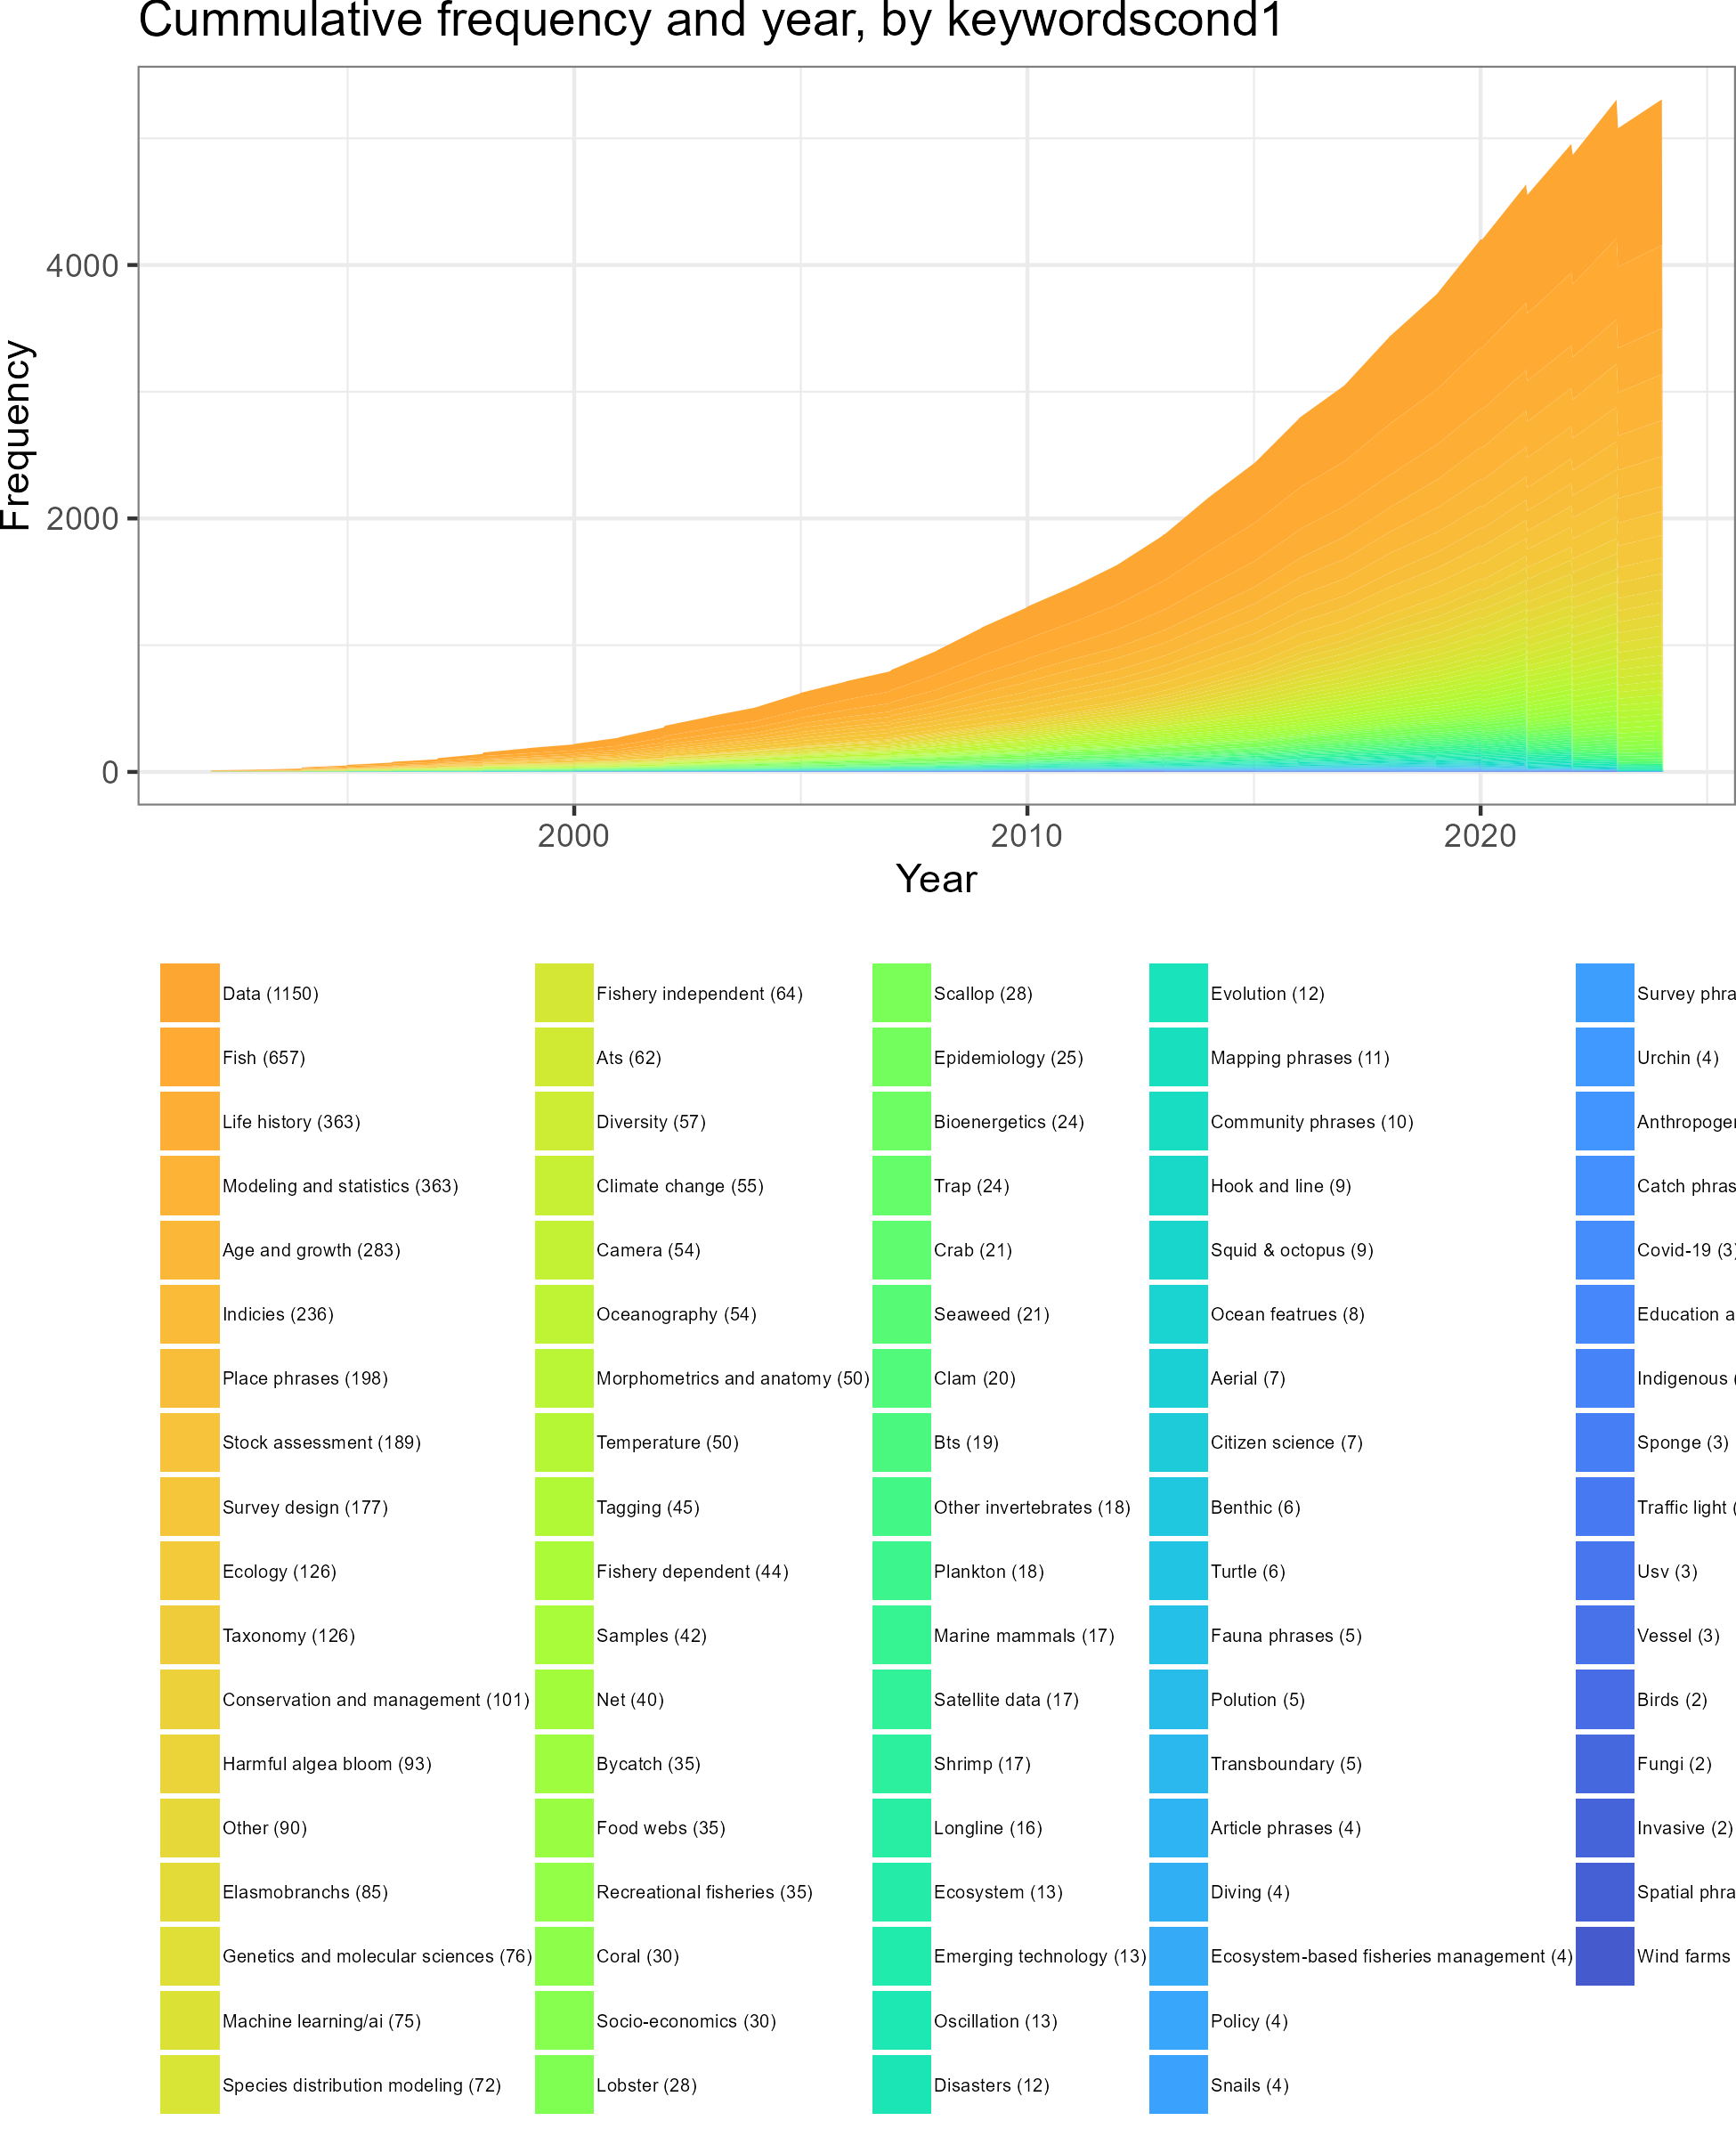 Cummulative frequency and year, by keywordscond1
Frequency
4000
2000
0
2000
2010
2020
Year
Data (1150)
Fish (657)
Life history (363)
Modeling and statistics (363)
Age and growth (283)
Indicies (236)
Place phrases (198)
Stock assessment (189)
Survey design (177)
Ecology (126)
Taxonomy (126)
Conservation and management (101)
Harmful algea bloom (93)
Other (90)
Elasmobranchs (85)
Genetics and molecular sciences (76)
Machine learning/ai (75)
Species distribution modeling (72)
Fishery independent (64)
Ats (62)
Diversity (57)
Climate change (55)
Camera (54)
Oceanography (54)
Morphometrics and anatomy (50)
Temperature (50)
Tagging (45)
Fishery dependent (44)
Samples (42)
Net (40)
Bycatch (35)
Food webs (35)
Recreational fisheries (35)
Coral (30)
Socio-economics (30)
Lobster (28)
Scallop (28)
Epidemiology (25)
Bioenergetics (24)
Trap (24)
Crab (21)
Seaweed (21)
Clam (20)
Bts (19)
Other invertebrates (18)
Plankton (18)
Marine mammals (17)
Satellite data (17)
Shrimp (17)
Longline (16)
Ecosystem (13)
Emerging technology (13)
Oscillation (13)
Disasters (12)
Evolution (12)
Mapping phrases (11)
Community phrases (10)
Hook and line (9)
Squid & octopus (9)
Ocean featrues (8)
Aerial (7)
Citizen science (7)
Benthic (6)
Turtle (6)
Fauna phrases (5)
Polution (5)
Transboundary (5)
Article phrases (4)
Diving (4)
Ecosystem-based fisheries management (4)
Policy (4)
Snails (4)
Survey
Urchin (4)
Catch
Covid-19 (3)
Education
Indigenous
Sponge (3)
Traffic light
Usv (3)
Vessel (3)
Birds (2)
Fungi (2)
Invasive (2)
Spatial
Wind farms